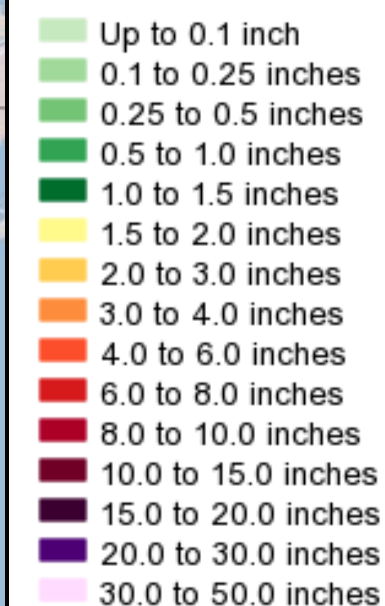 Up to 0.1 inch
0.1 to 0.25 inches
0.25 to 0.5 inches
0.5 to 1.0 inches
1.0 to 1.5 inches
1.5 to 2.0 inches
2.0 to 3.0 inches
3.0 to 4.0 inches
4.0 to 6.0 inches
6.0 to 8.0 inches
8.0 to 10.0 inches
10.0 to 15.0 inches
15.0 to 20.0 inches
20.0 to 30.0 inches
30.0 to 50.0 inches